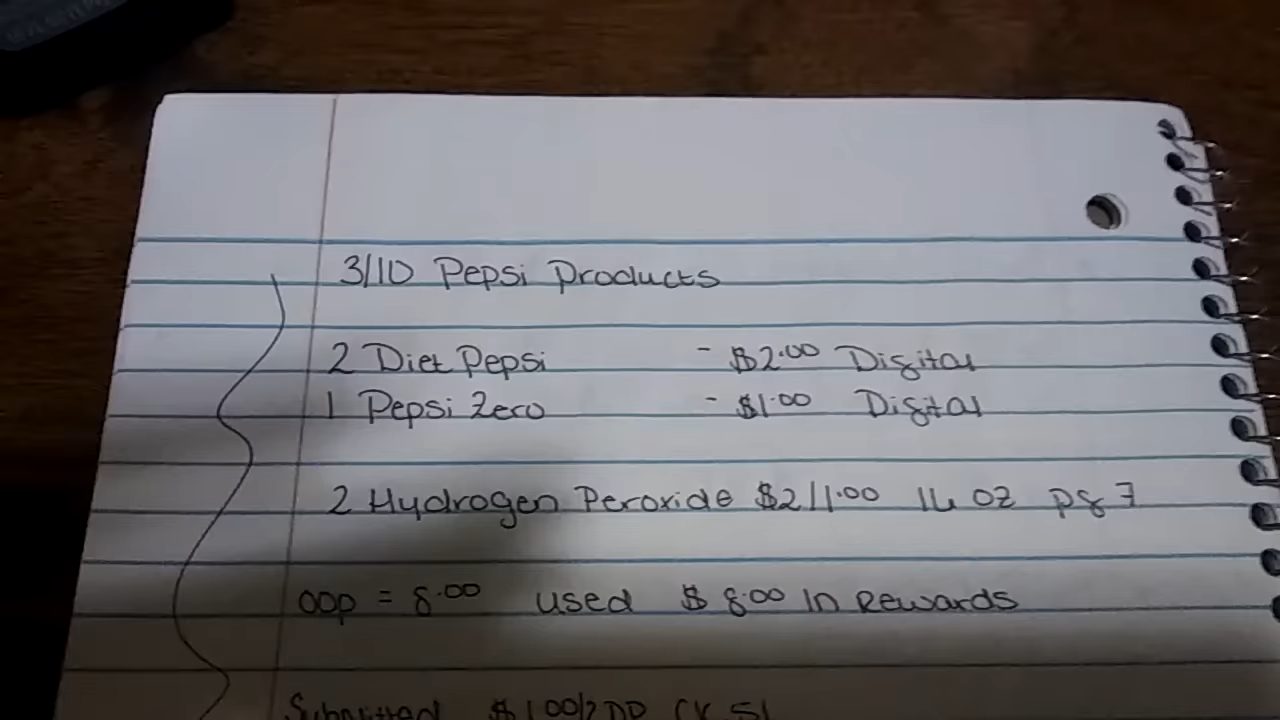 3/10 Pepsi Products
2 Diet Pepsi - $2.00 Digital
1 Pepsi Zero - $1.00 Digital
2 Hydrogen Peroxide $2/1.00 16 oz pg 7
OOP = 8.00 used $8.00 in Rewards
Submitted